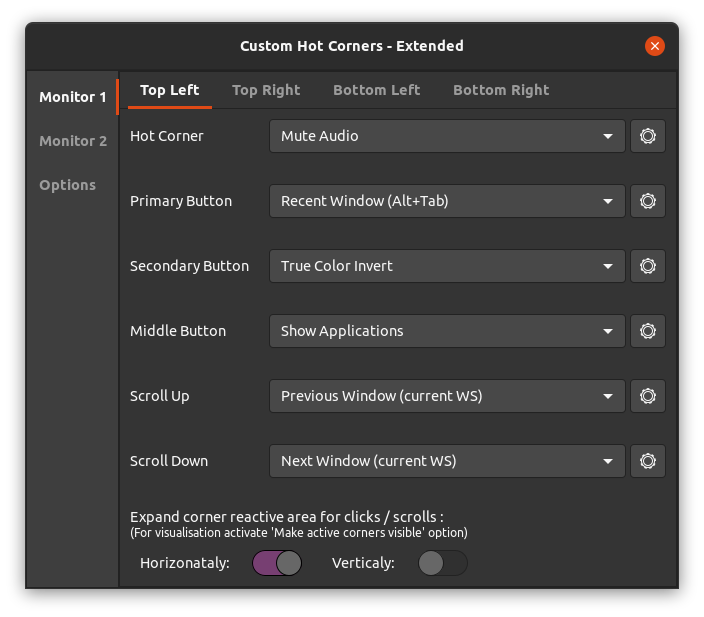 Custom Hot Corners - Extended
Monitor 1
Monitor 2
Options
Top Left Top Right Bottom Left Bottom Right
Hot Corner Mute Audio
Primary Button Recent Window (Alt+Tab)
Secondary Button True Color Invert
Middle Button Show Applications
Scroll Up Previous Window (current WS)
Scroll Down Next Window (current WS)
Expand corner reactive area for clicks / scrolls :
(For visualisation activate 'Make active corners visible' option)
Horizonataly: Verticaly: